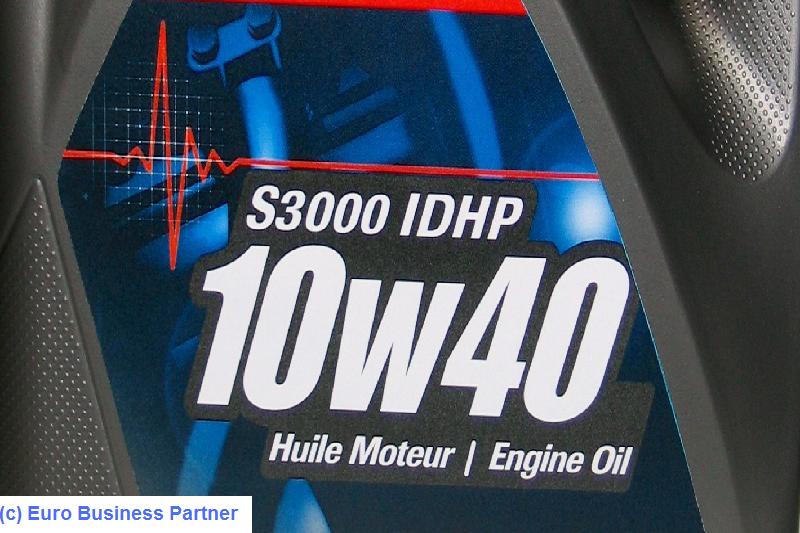 S3000 IDHP
10w40
Huile Moteur | Engine Oil
(c) Euro Business Partner